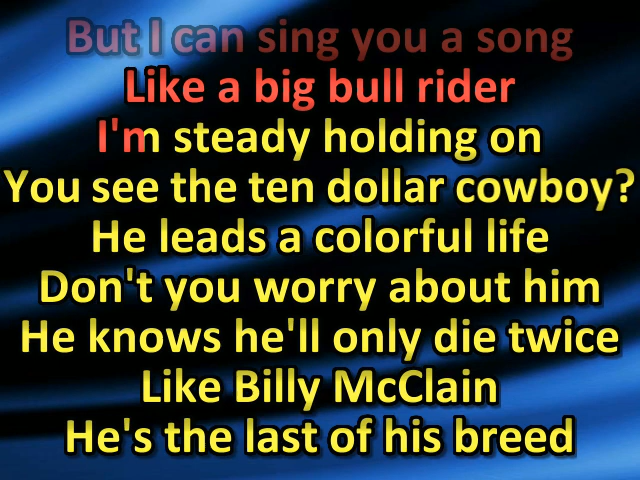 But I can sing you a song
Like a big bull rider
I'm steady holding on
You see the ten dollar cowboy?
He leads a colorful life
Don't you worry about him
He knows he'll only die twice
Like Billy McClain
He's the last of his breed